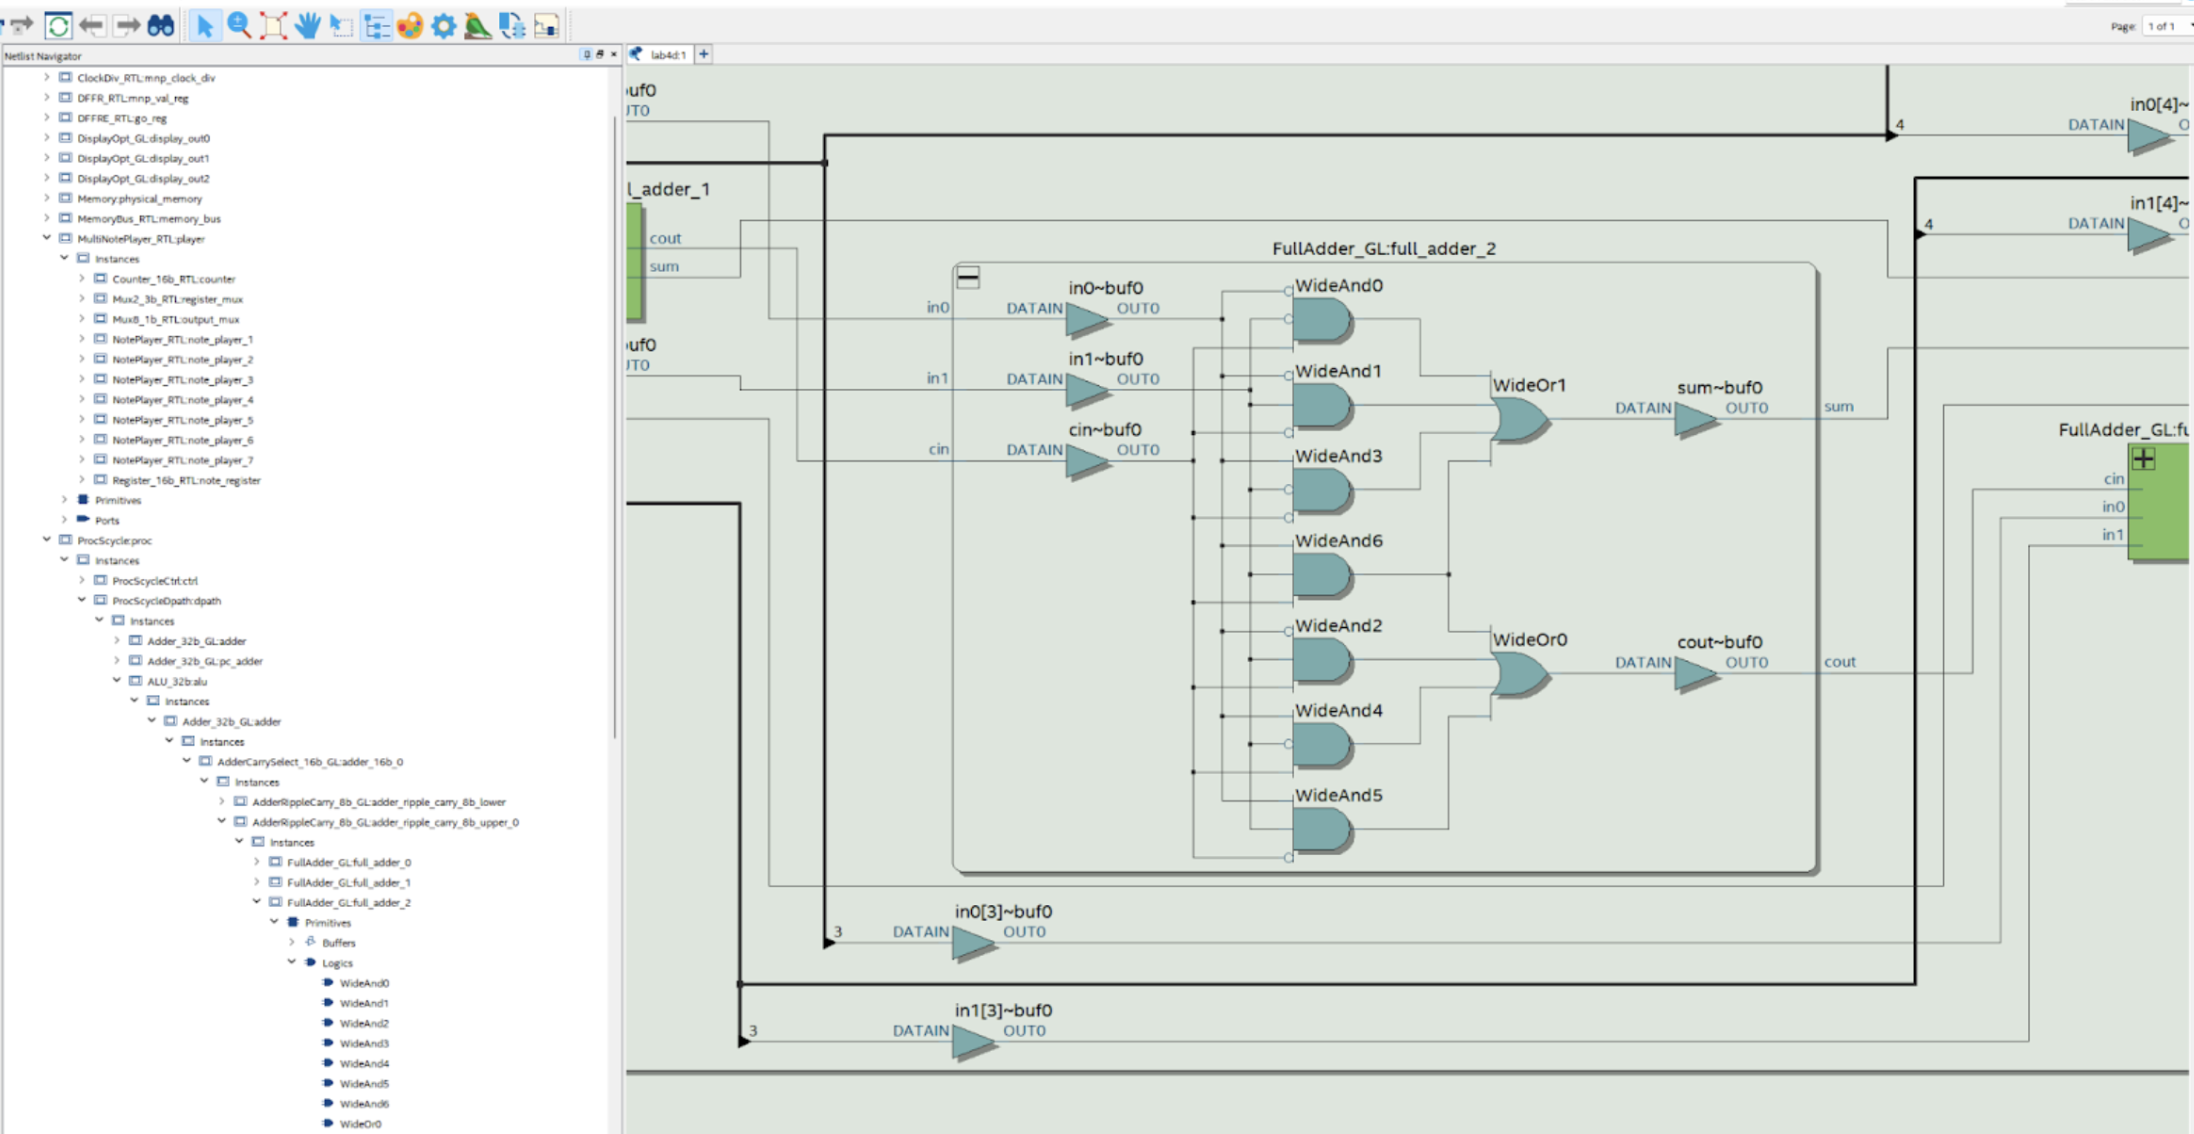 Page: 1 of 1
Netlist Navigator
ClockDiv_RTL:mnp_clock_div
DFFR_RTL:mnp_val_reg
DFFRE_RTL:go_reg
DisplayOpt_GL:display_out0
DisplayOpt_GL:display_out1
DisplayOpt_GL:display_out2
Memory:physical_memory
MemoryBus_RTL:memory_bus
MultiNotePlayer_RTL:player
Instances
Counter_16b_RTL:counter
Mux2_3b_RTL:register_mux
Mux8_1b_RTL:output_mux
NotePlayer_RTL:note_player_1
NotePlayer_RTL:note_player_2
NotePlayer_RTL:note_player_3
NotePlayer_RTL:note_player_4
NotePlayer_RTL:note_player_5
NotePlayer_RTL:note_player_6
NotePlayer_RTL:note_player_7
Register_16b_RTL:note_register
Primitives
Ports
ProcScycle:proc
Instances
ProcScycleCtrl:ctrl
ProcScycleDpath:dpath
Instances
Adder_32b_GL:adder
Adder_32b_GL:pc_adder
ALU_32b:alu
Instances
Adder_32b_GL:adder
Instances
AdderCarrySelect_16b_GL:adder_16b_0
Instances
AdderRippleCarry_8b_GL:adder_ripple_carry_8b_lower
AdderRippleCarry_8b_GL:adder_ripple_carry_8b_upper_0
Instances
FullAdder_GL:full_adder_0
FullAdder_GL:full_adder_1
FullAdder_GL:full_adder_2
Primitives
Buffers
Logics
WideAnd0
WideAnd1
WideAnd2
WideAnd3
WideAnd4
WideAnd5
WideAnd6
WideOr0
lab4d:1
uf0
UT0
l_adder_1
cout
sum
uf0
UT0
FullAdder_GL:full_adder_2
in0
in1
cin
in0~buf0
DATAIN OUT0
in1~buf0
DATAIN OUT0
cin~buf0
DATAIN OUT0
WideAnd0
WideAnd1
WideAnd3
WideAnd6
WideAnd2
WideAnd4
WideAnd5
WideOr1
WideOr0
sum~buf0
DATAIN OUT0
sum
cout~buf0
DATAIN OUT0
cout
4
in0[4]~
DATAIN O
4
in1[4]~
DATAIN O
FullAdder_GL:fu
cin
in0
in1
in0[3]~buf0
3 DATAIN OUT0
in1[3]~buf0
3 DATAIN OUT0